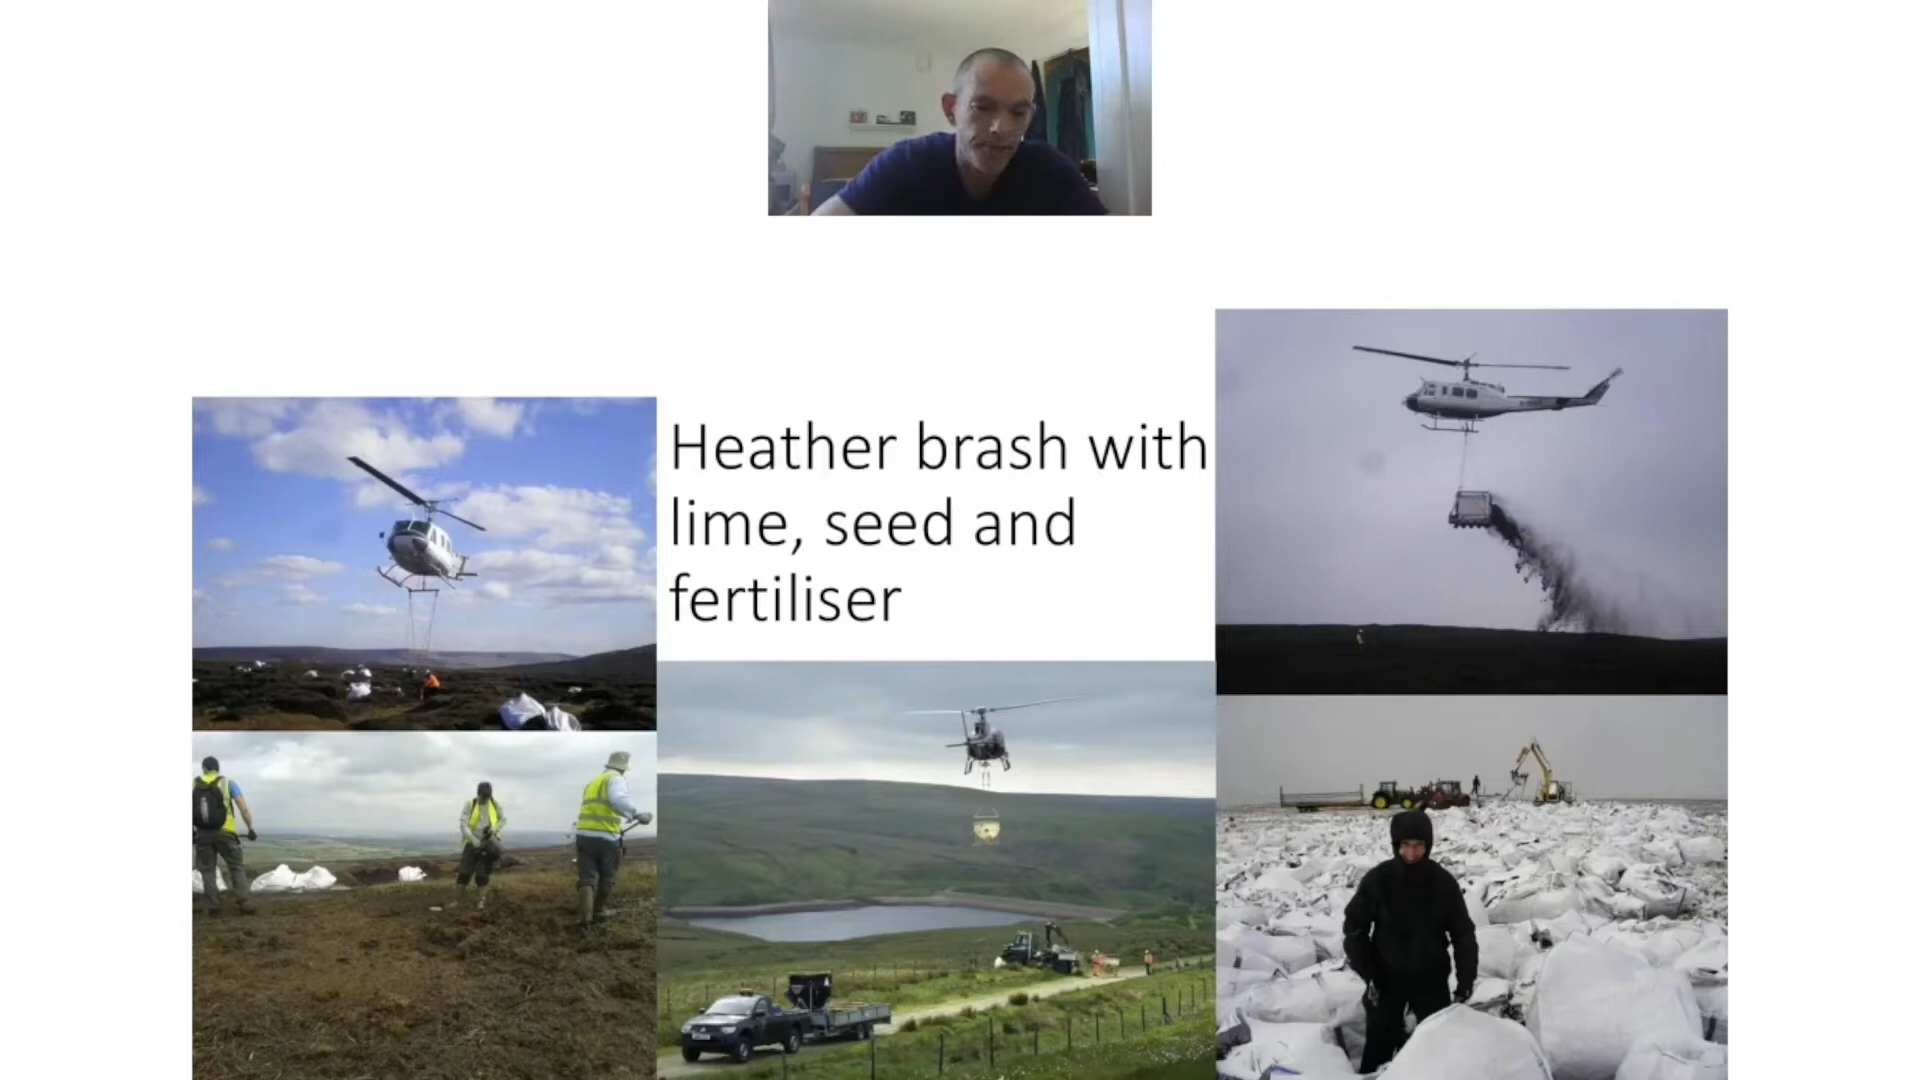 Heather brash with
lime, seed and
fertiliser